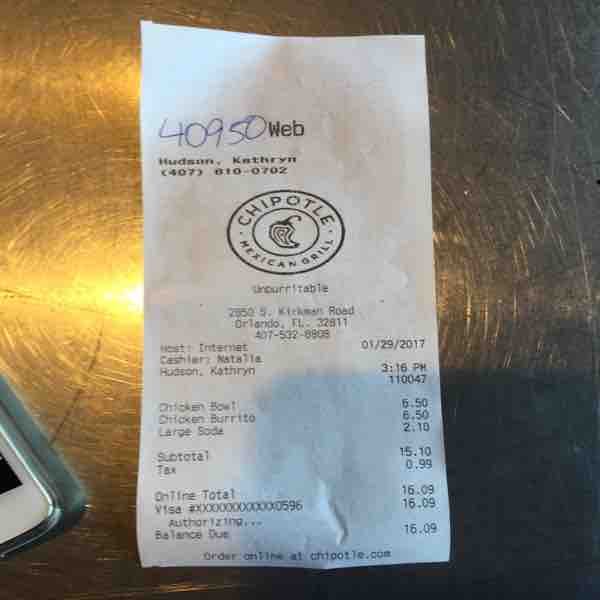 40950 Web
Hudson, Kathryn
(407) 810-0702
CHIPOTLE
MEXICAN GRILL
Unburritable
2950 S. Kirkman Road
Orlando, FL. 32811
407-532-8808
Host: Internet 01/29/2017
Cashier: Natalia
Hudson, Kathryn 3:16 PM
110047
Chicken Bowl 6.50
Chicken Burrito 6.50
Large Soda 2.10
Subtotal 15.10
Tax 0.99
Online Total 16.09
Visa #XXXXXXXXXXXX0596 16.09
Authorizing...
Balance Due 16.09
Order online at chipotle.com